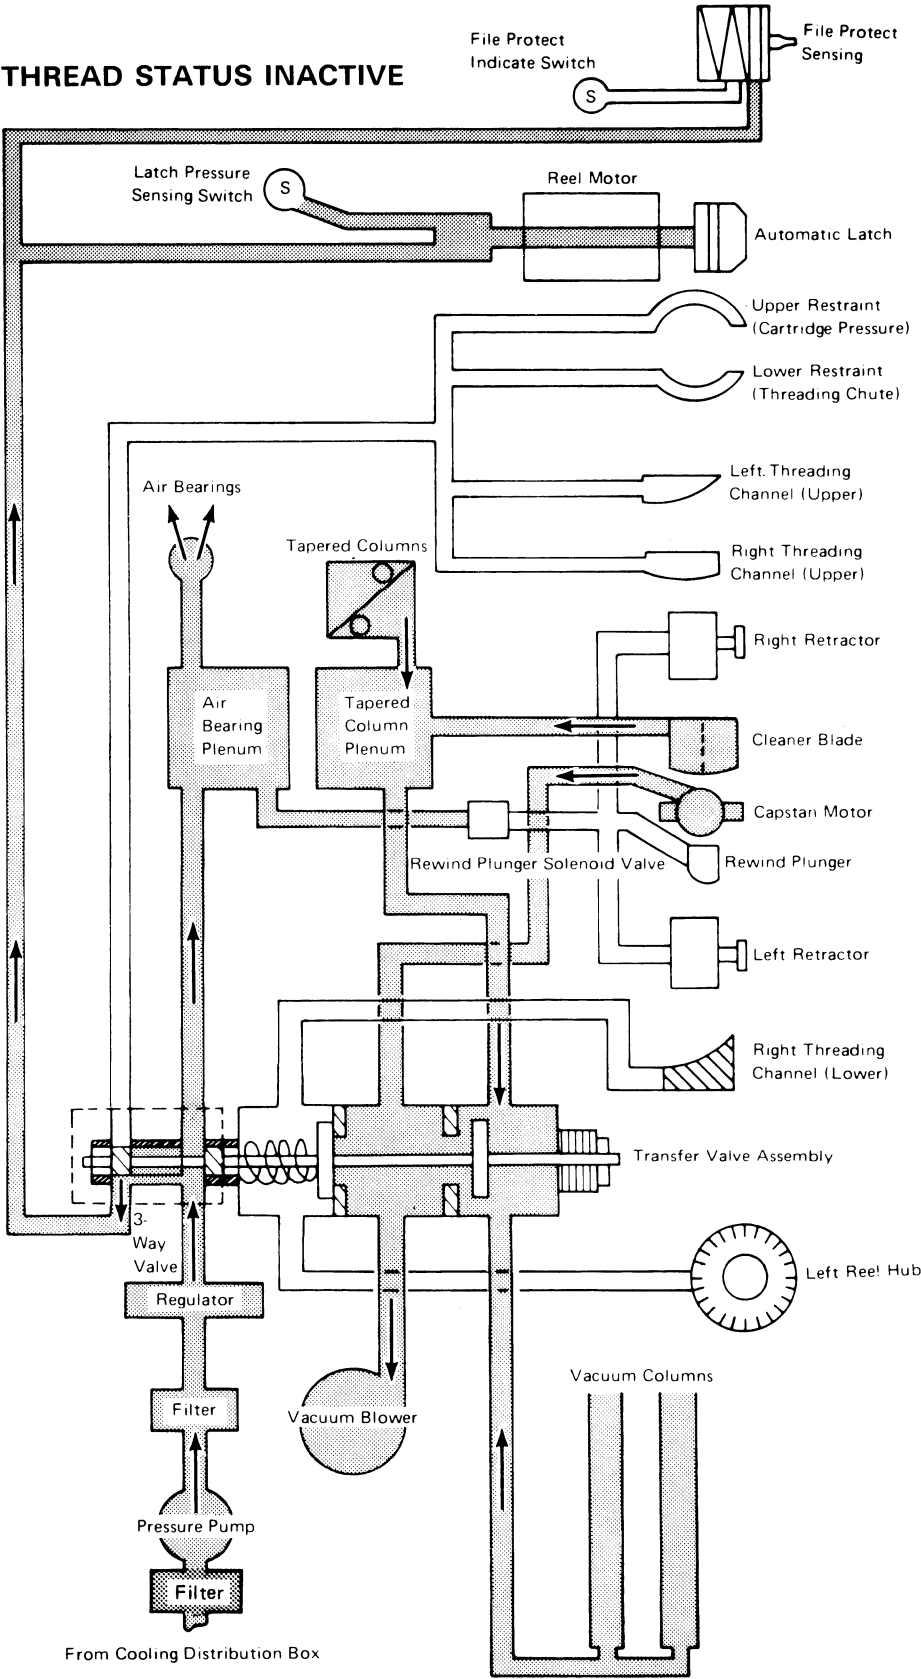 File Protect
Indicate Switch
S
File Protect
Sensing
THREAD STATUS INACTIVE
Latch Pressure
Sensing Switch
S
Reel Motor
Automatic Latch
Upper Restraint
(Cartridge Pressure)
Lower Restraint
(Threading Chute)
Left. Threading
Channel (Upper)
Air Bearings
Tapered Columns
Right Threading
Channel (Upper)
Right Retractor
Air
Bearing
Plenum
Tapered
Column
Plenum
Cleaner Blade
Capstan Motor
Rewind Plunger Solenoid Valve
Rewind Plunger
Left Retractor
Right Threading
Channel (Lower)
Transfer Valve Assembly
3-
Way
Valve
Left Reel Hub
Regulator
Vacuum Columns
Filter
Vacuum Blower
Pressure Pump
Filter
From Cooling Distribution Box